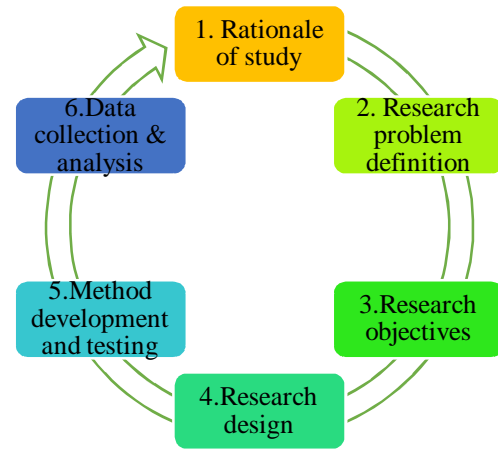 1. Rationale
of study
2. Research
problem
definition
3.Research
objectives
4.Research
design
5.Method
development
and testing
6.Data
collection &
analysis